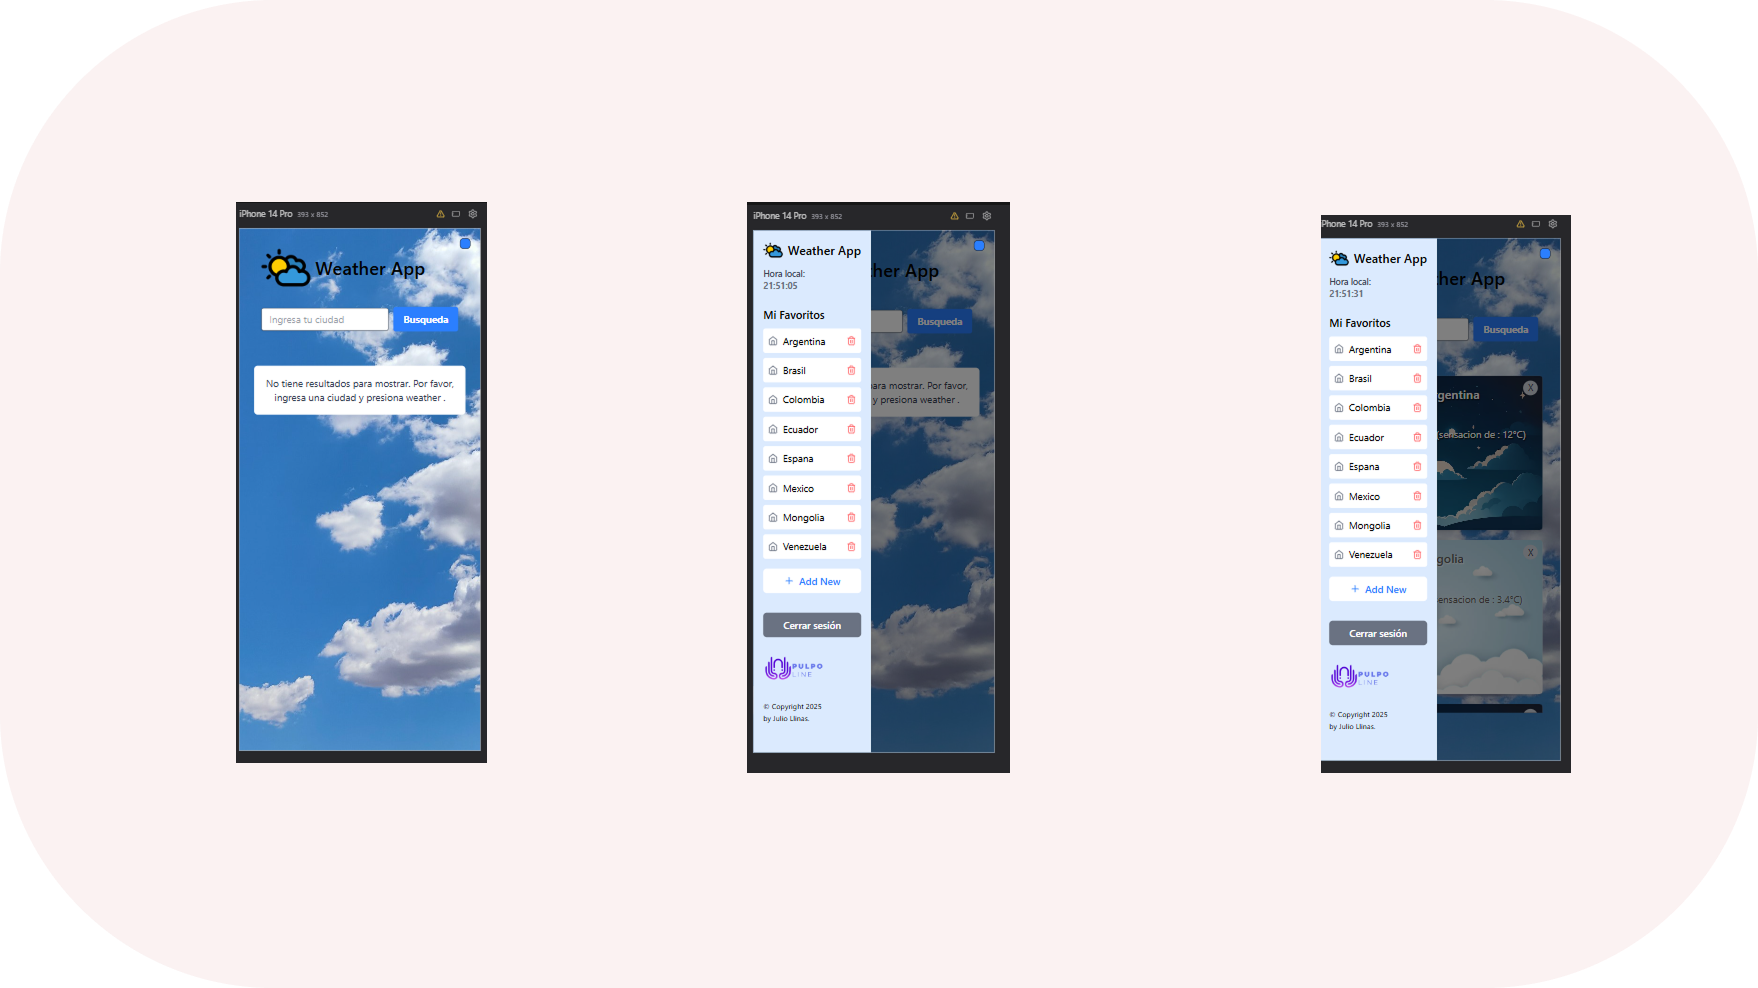 iPhone 14 Pro 393 x 852
Weather App
Ingresa tu ciudad
Busqueda
No tiene resultados para mostrar. Por favor,
ingresa una ciudad y presiona weather .
iPhone 14 Pro 393 x 852
Weather App
Hora local:
21:51:05
Mi Favoritos
Argentina
Brasil
Colombia
Ecuador
Espana
Mexico
Mongolia
Venezuela
+ Add New
Cerrar sesión
PULPO
LINE
© Copyright 2025
by Julio Llinas.
her App
Busqueda
ara mostrar. Por favor,
y presiona weather .
iPhone 14 Pro 393 x 852
Weather App
Hora local:
21:51:31
Mi Favoritos
Argentina
Brasil
Colombia
Ecuador
Espana
Mexico
Mongolia
Venezuela
+ Add New
Cerrar sesión
PULPO
LINE
© Copyright 2025
by Julio Llinas.
her App
Busqueda
gentina
X
(sensacion de : 12°C)
golia
X
ensacion de : 3.4°C)